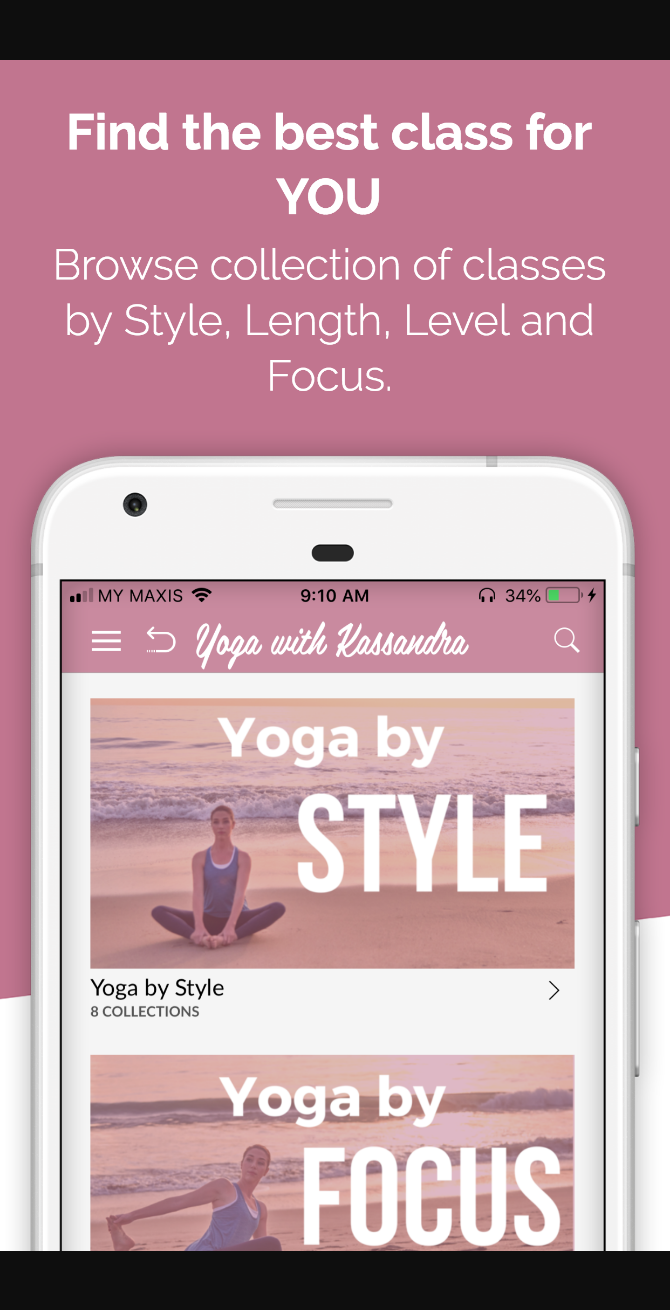 Find the best class for
YOU
Browse collection of classes
by Style, Length, Level and
Focus.
MY MAXIS 9:10 AM 34%
Yoga with Kassandra
Yoga by
STYLE
Yoga by Style
8 COLLECTIONS
Yoga by
FOCUS